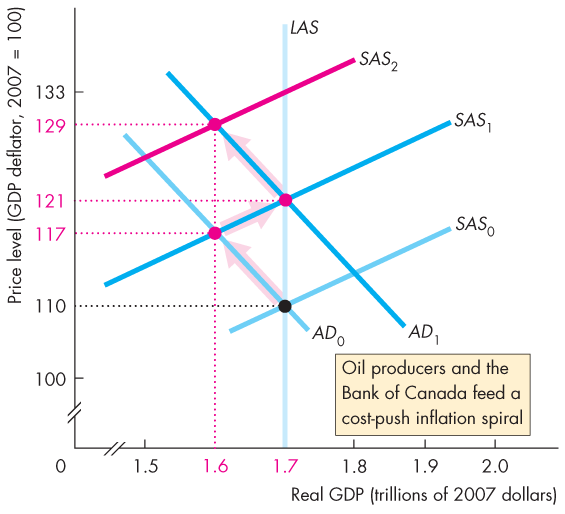 Price level (GDP deflator, 2007 = 100)
LAS
SAS2
133
129
SAS1
121
SAS0
117
110
AD0
AD1
Oil producers and the
Bank of Canada feed a
cost-push inflation spiral
100
0
1.5
1.6
1.7
1.8
1.9
2.0
Real GDP (trillions of 2007 dollars)